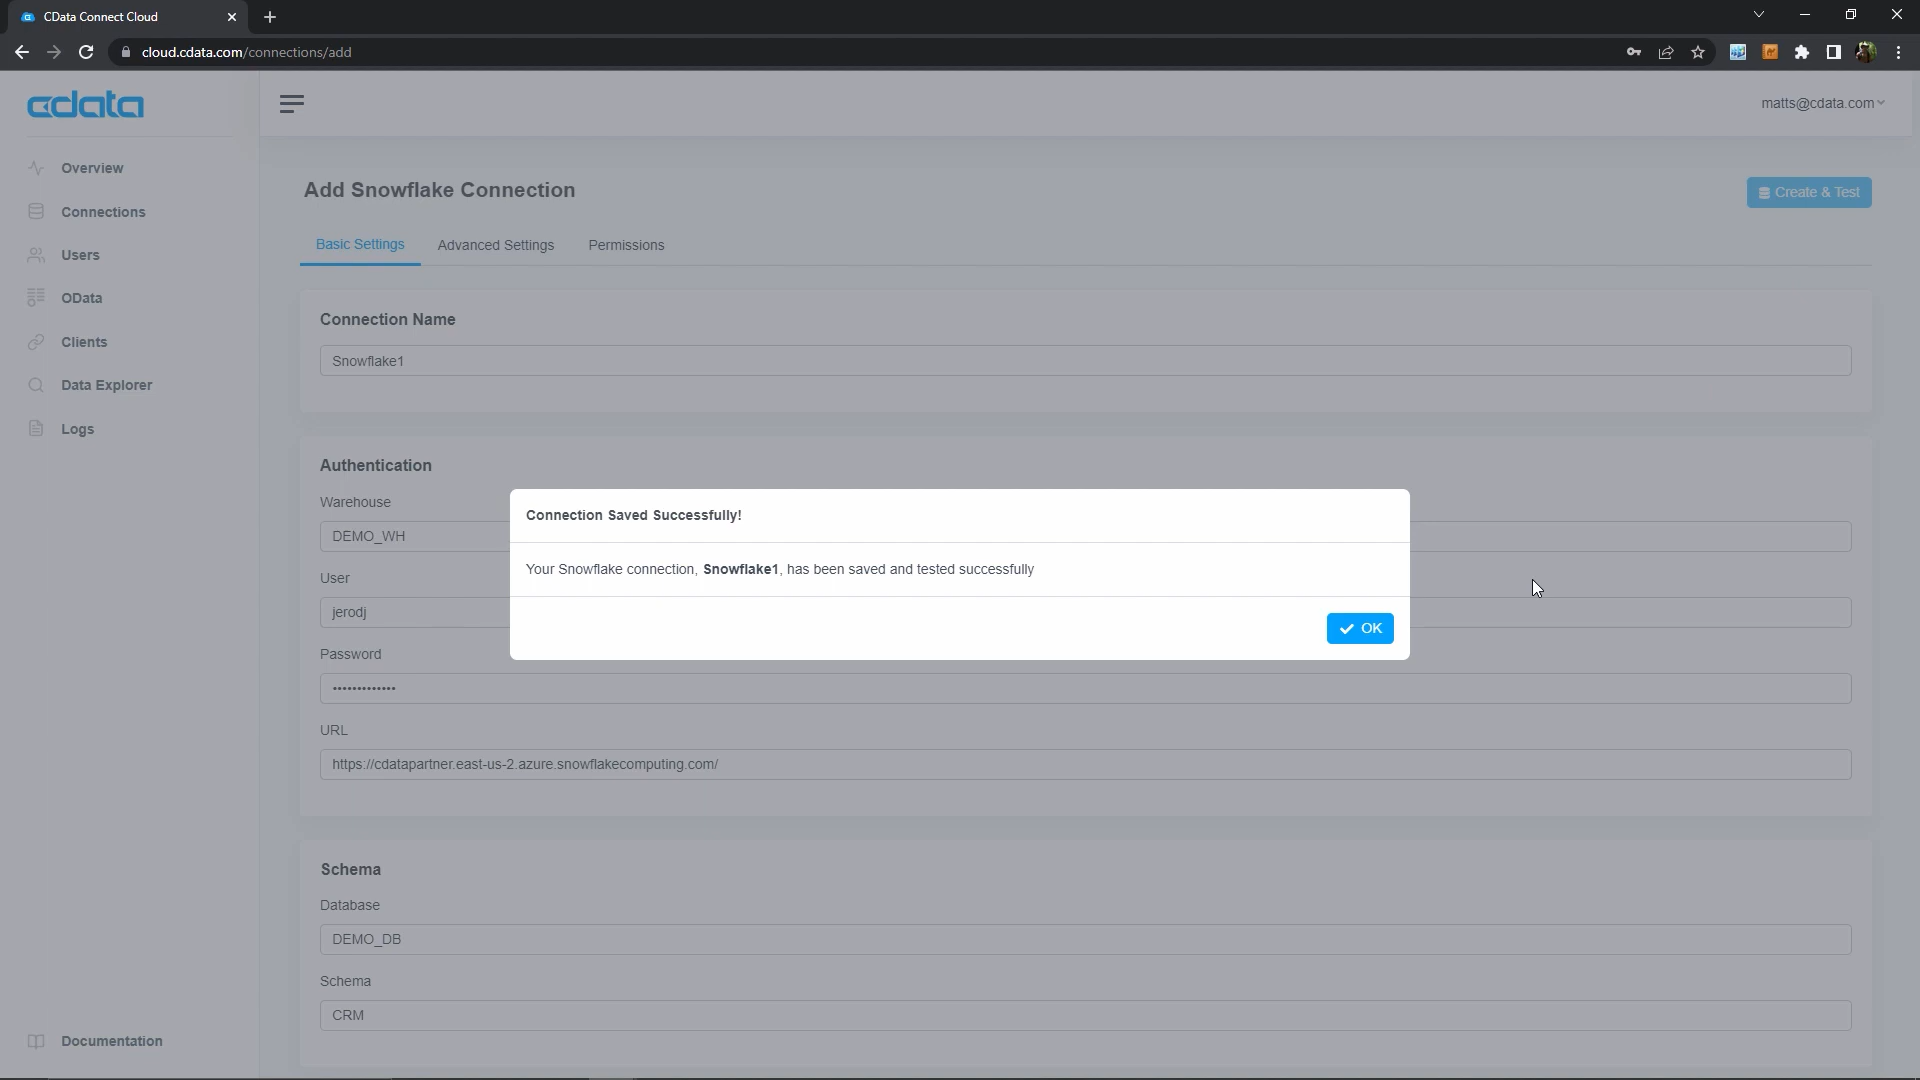 CData Connect Cloud
cloud.cdata.com/connections/add
cdata
matts@cdata.com
Overview
Connections
Users
OData
Clients
Data Explorer
Logs
Documentation
Add Snowflake Connection
Create & Test
Basic Settings
Advanced Settings
Permissions
Connection Name
Snowflake1
Authentication
Warehouse
DEMO_WH
User
jerodj
Password
•••••••••••••
URL
https://cdatapartner.east-us-2.azure.snowflakecomputing.com/
Schema
Database
DEMO_DB
Schema
CRM
Connection Saved Successfully!
Your Snowflake connection, Snowflake1, has been saved and tested successfully
OK